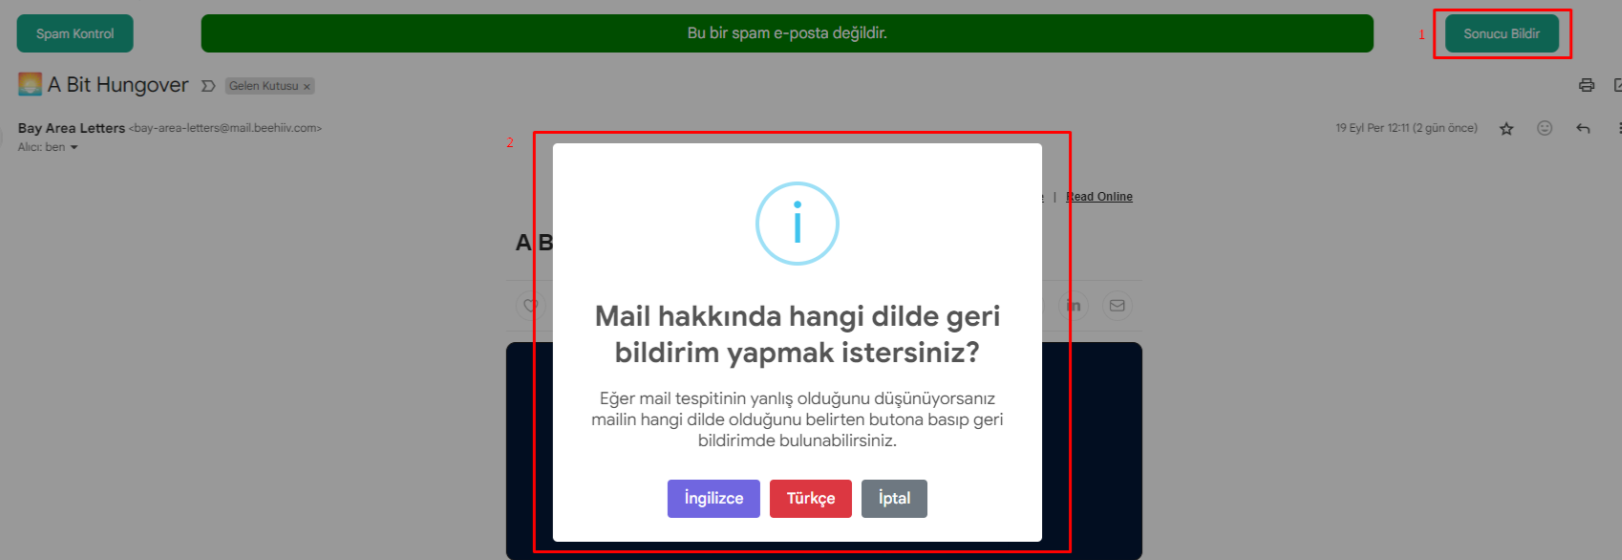 Spam Kontrol
Bu bir spam e-posta değildir.
1
Sonucu Bildir
A Bit Hungover
Gelen Kutusu ×
Bay Area Letters <bay-area-letters@mail.beehiiv.com>
19 Eyl Per 12:11 (2 gün önce)
Alıcı: ben
2
| Read Online
A B
in
i
Mail hakkında hangi dilde geri
bildirim yapmak istersiniz?
Eğer mail tespitinin yanlış olduğunu düşünüyorsanız
mailin hangi dilde olduğunu belirten butona basıp geri
bildirimde bulunabilirsiniz.
İngilizce
Türkçe
İptal